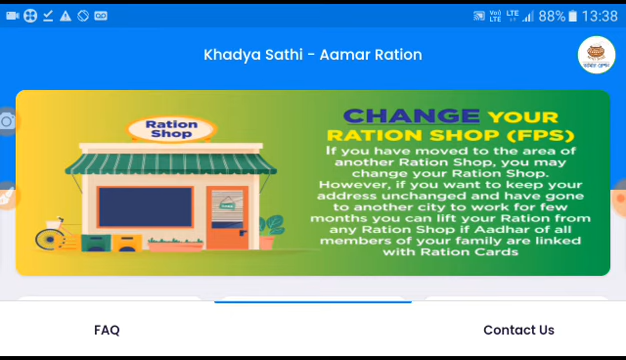 88% 13:38
Khadya Sathi - Aamar Ration
Ration
Shop
CHANGE YOUR
RATION SHOP (FPS)
If you have moved to the area of
another Ration Shop, you may
change your Ration Shop.
However, if you want to keep your
address unchanged and have gone
to another city to work for few
months you can lift your Ration from
any Ration Shop if Aadhar of all
members of your family are linked
with Ration Cards
FAQ
Contact Us